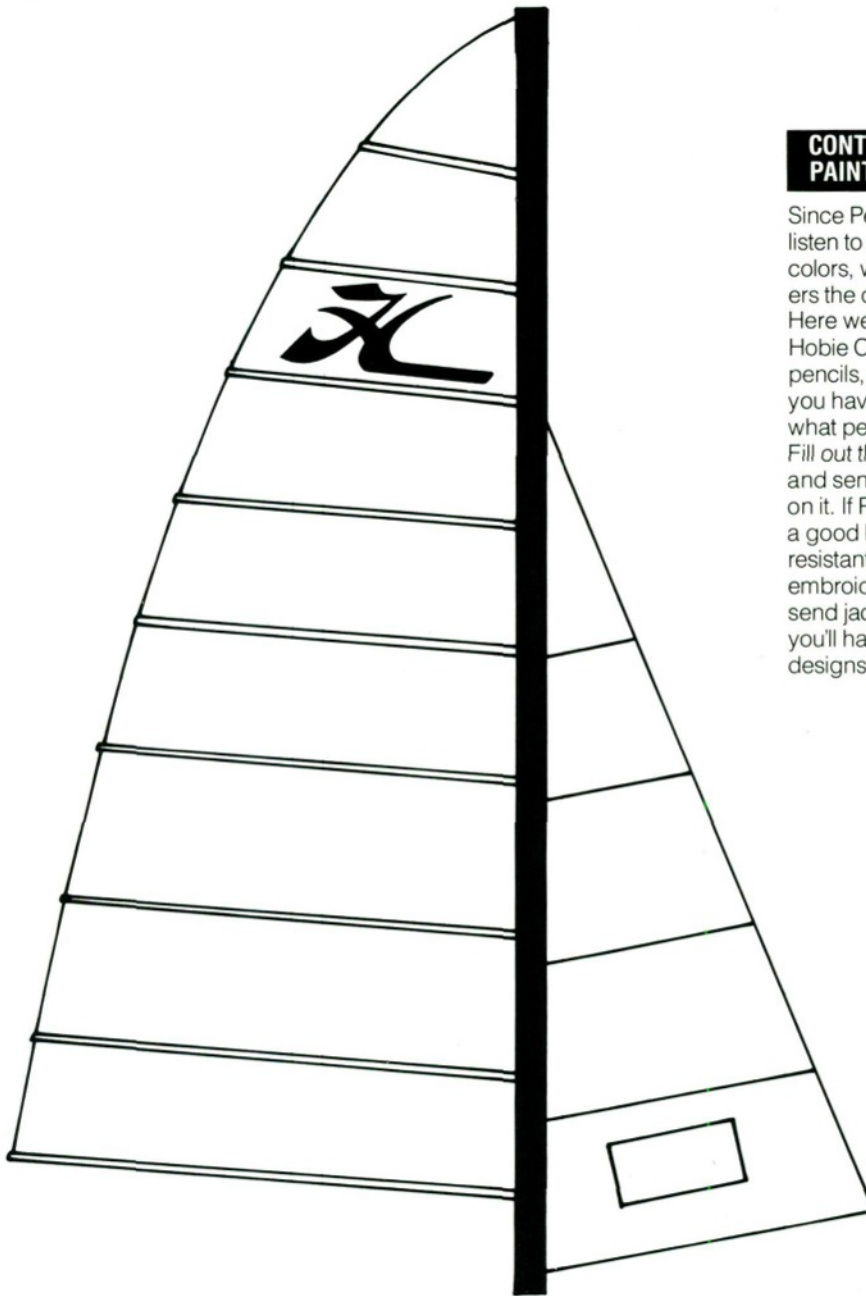 CONT
PAINT
Since Pe
listen to
colors, v
ers the c
Here we
Hobie C
pencils,
you hav
what pe
Fill out th
and sen
on it. If F
a good
resistant
embroic
send jac
you'll ha
designs